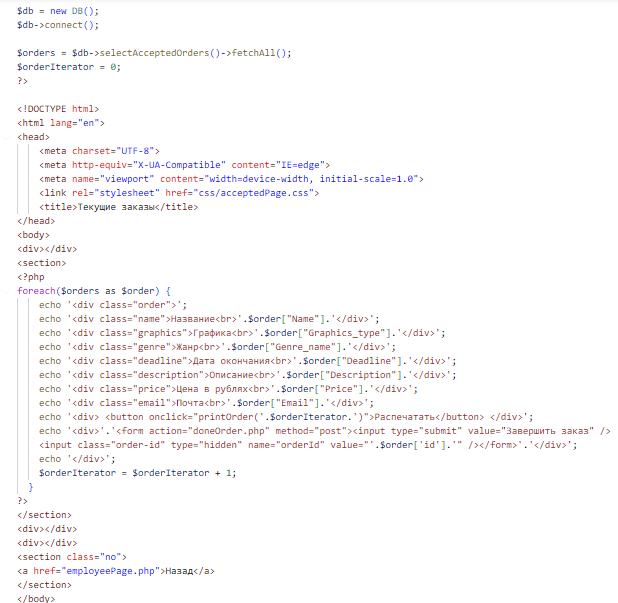 $db = new DB();
$db->connect();

$orders = $db->selectAcceptedOrders()->fetchAll();
$orderIterator = 0;
?>

<!DOCTYPE html>
<html lang="en">
<head>
    <meta charset="UTF-8">
    <meta http-equiv="X-UA-Compatible" content="IE=edge">
    <meta name="viewport" content="width=device-width, initial-scale=1.0">
    <link rel="stylesheet" href="css/acceptedPage.css">
    <title>Текущие заказы</title>
</head>
<body>
<div></div>
<section>
<?php
foreach($orders as $order) {
    echo '<div class="order">';
    echo '<div class="name">Название<br>'.$order["Name"].'</div>';
    echo '<div class="graphics">Графика<br>'.$order["Graphics_type"].'</div>';
    echo '<div class="genre">Жанр<br>'.$order["Genre_name"].'</div>';
    echo '<div class="deadline">Дата окончания<br>'.$order["Deadline"].'</div>';
    echo '<div class="description">Описание<br>'.$order["Description"].'</div>';
    echo '<div class="price">Цена в рублях<br>'.$order["Price"].'</div>';
    echo '<div class="email">Почта<br>'.$order["Email"].'</div>';
    echo '<div> <button onclick="printOrder('.$orderIterator.')">Распечатать</button> </div>';
    echo '<div>'.'<form action="doneOrder.php" method="post"><input type="submit" value="Завершить заказ" />
    <input class="order-id" type="hidden" name="orderId" value="'.$order['id'].'" /></form>'.'</div>';
    echo '</div>';
    $orderIterator = $orderIterator + 1;
  }
?>
</section>
<div></div>
<div></div>
<section class="no">
<a href="employeePage.php">Назад</a>
</section>
</body>